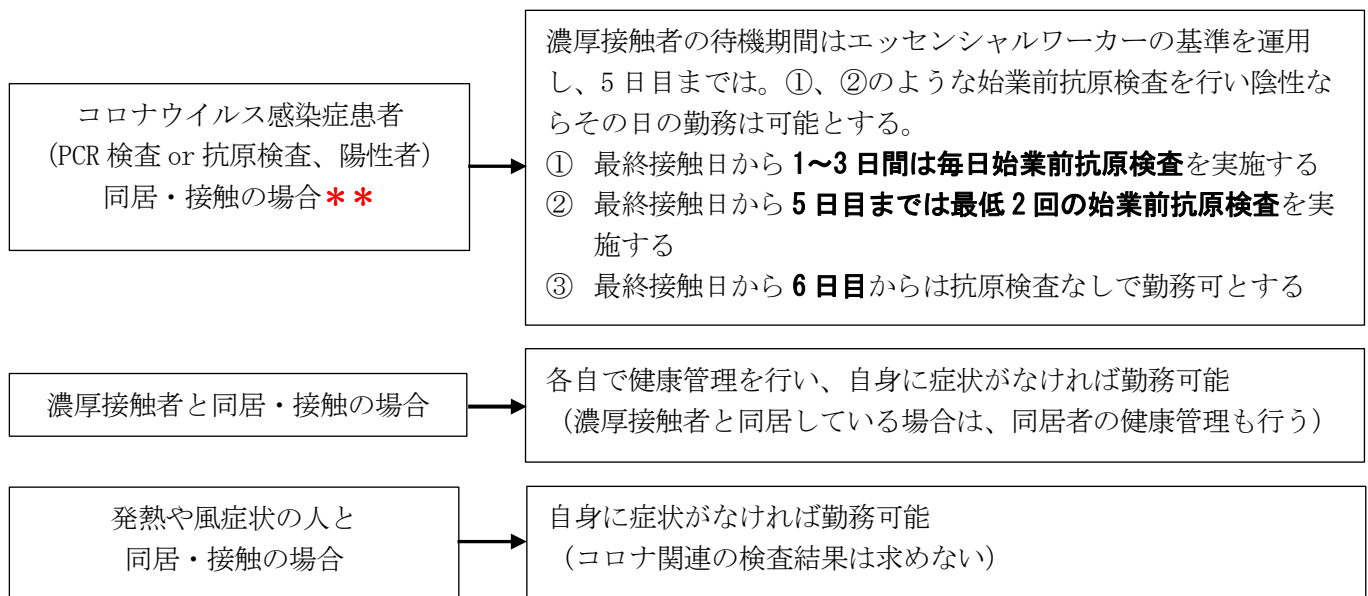 コロナウイルス感染症患者
(PCR 検査 or 抗原検査、陽性者)
同居・接触の場合＊＊
濃厚接触者の待機期間はエッセンシャルワーカーの基準を運用
し、5 日目までは。①、②のような始業前抗原検査を行い陰性な
らその日の勤務は可能とする。
① 最終接触日から 1～3 日間は毎日始業前抗原検査を実施する
② 最終接触日から 5 日目までは最低 2 回の始業前抗原検査を実
施する
③ 最終接触日から 6 日目からは抗原検査なしで勤務可とする
濃厚接触者と同居・接触の場合
各自で健康管理を行い、自身に症状がなければ勤務可能
（濃厚接触者と同居している場合は、同居者の健康管理も行う）
発熱や風症状の人と
同居・接触の場合
自身に症状がなければ勤務可能
（コロナ関連の検査結果は求めない）